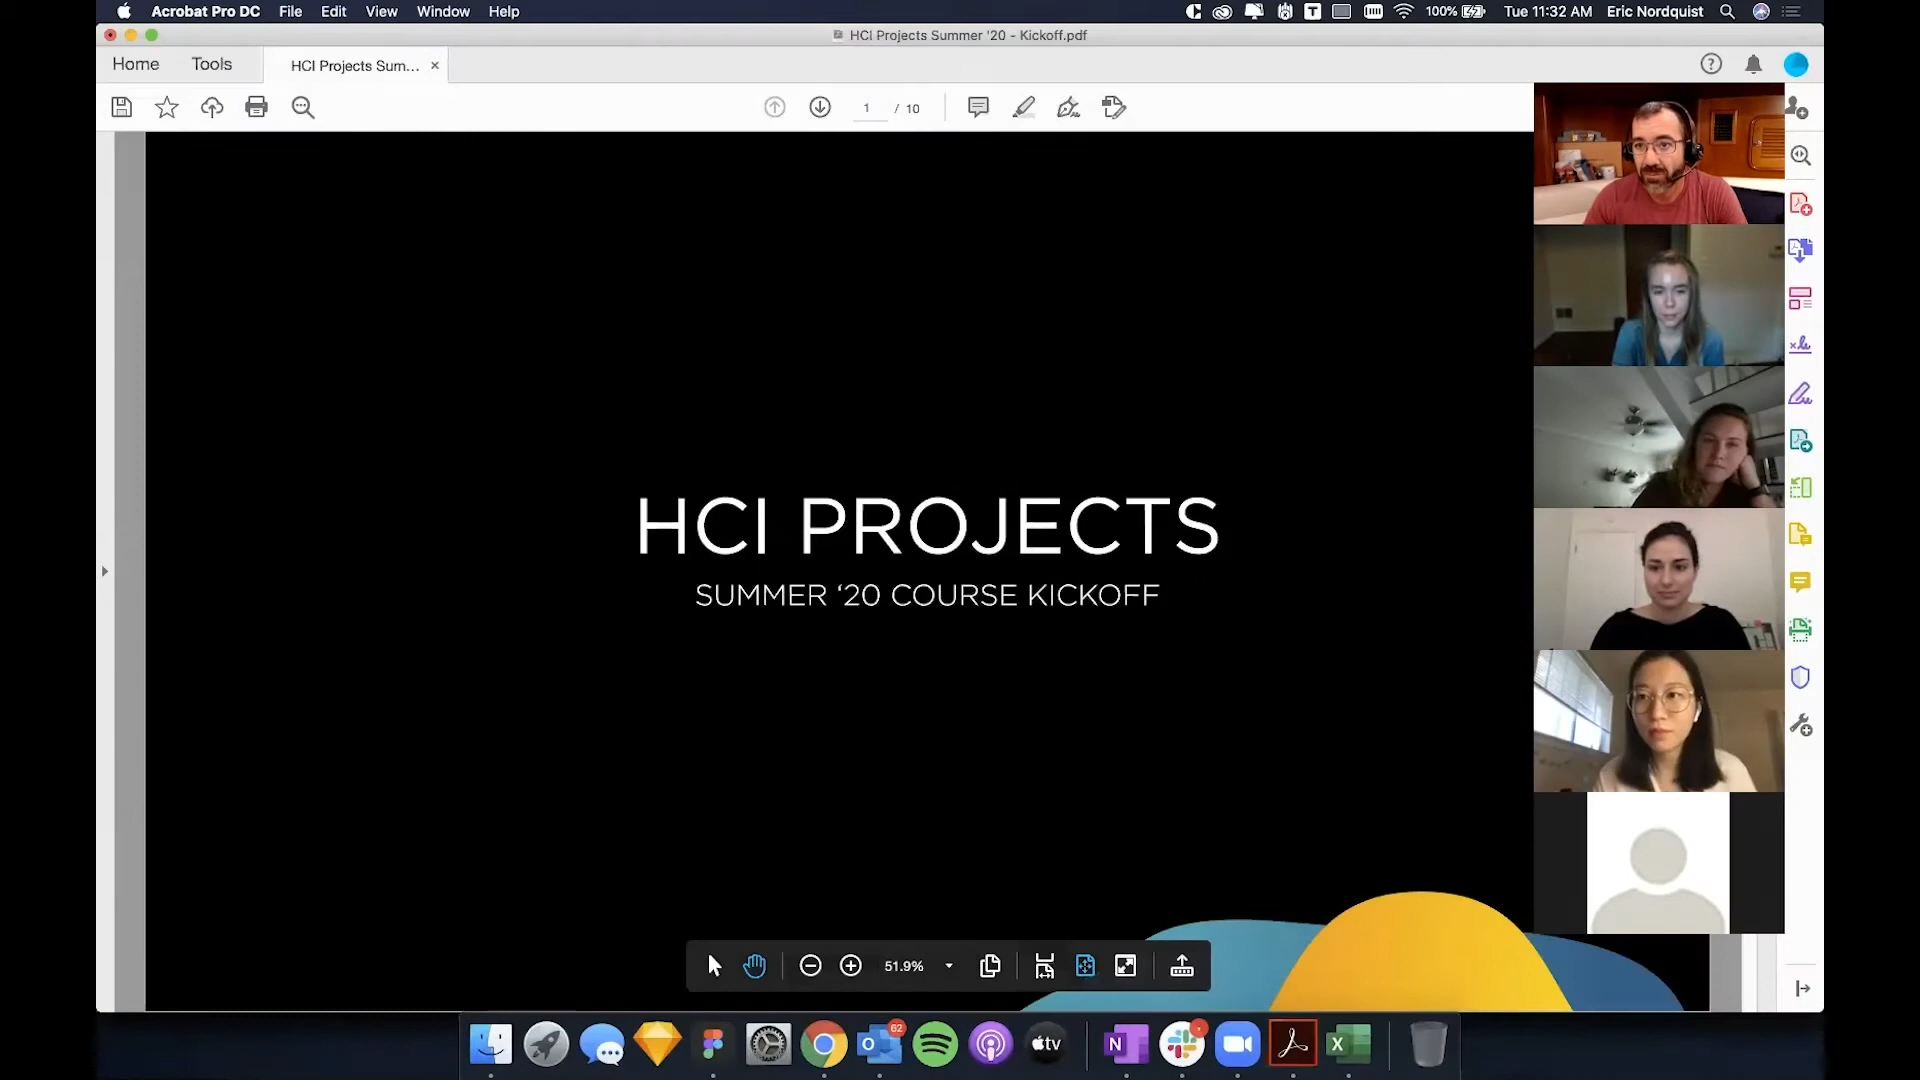 Acrobat Pro DC File Edit View Window Help
T 100% Tue 11:32 AM Eric Nordquist
HCI Projects Summer '20 - Kickoff.pdf
Home Tools HCI Projects Sum... ×
1 / 10
HCI PROJECTS
SUMMER ‘20 COURSE KICKOFF
51.9%
62
tv
N
X